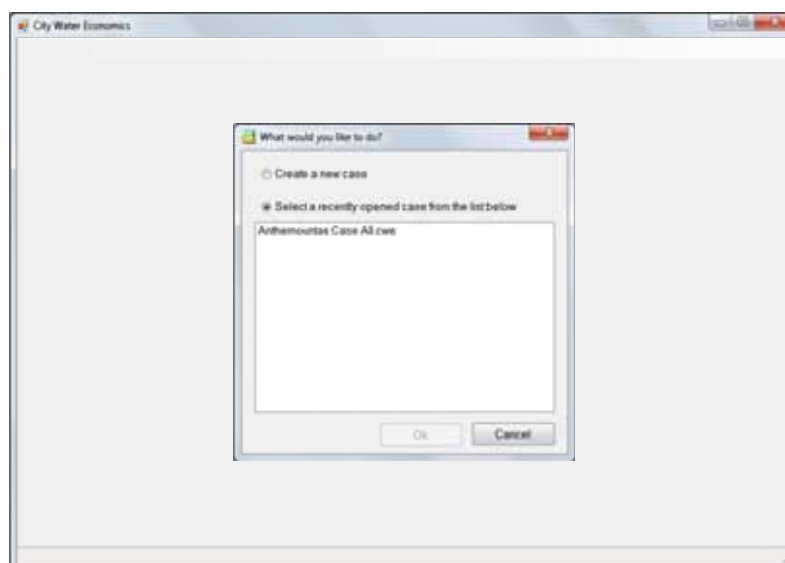 City Water Economics
What would you like to do?
Create a new case
Select a recently opened case from the list below
Anthemountas Case All.cwe
Ok
Cancel